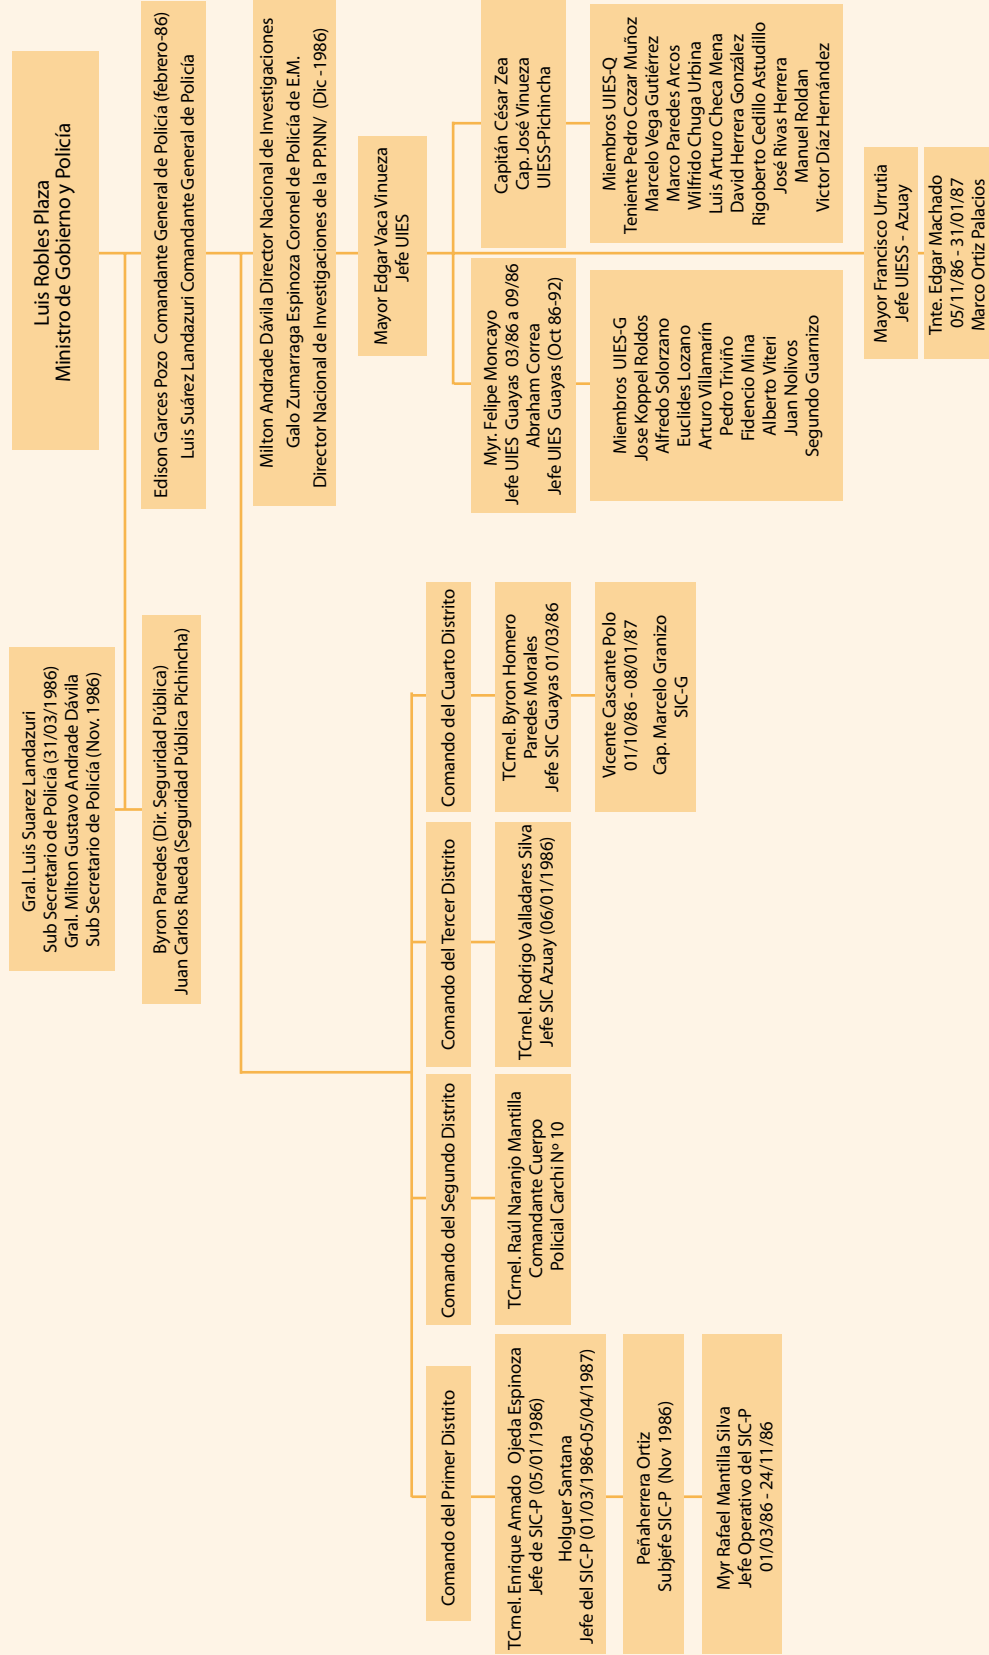 Luis Robles Plaza
Ministro de Gobierno y Policía
Gral. Luis Suarez Landazuri
Sub Secretario de Policía (31/03/1986)
Gral. Milton Gustavo Andrade Dávila
Sub Secretario de Policía (Nov. 1986)
Byron Paredes (Dir. Seguridad Pública)
Juan Carlos Rueda (Seguridad Pública Pichincha)
Edison Garces Pozo Comandante General de Policía (febrero-86)
Luis Suárez Landazuri Comandante General de Policía
Milton Andrade Dávila Director Nacional de Investigaciones
Galo Zumarraga Espinoza Coronel de Policía de E.M.
Director Nacional de Investigaciones de la PP.NN/ (Dic -1986)
Mayor Edgar Vaca Vinueza
Jefe UIES
Comando del Primer Distrito
TCrnel. Enrique Amado Ojeda Espinoza
Jefe de SIC-P (05/01/1986)
Holguer Santana
Jefe del SIC-P (01/03/1986-05/04/1987)
Peñaherrera Ortiz
Subjefe SIC-P (Nov 1986)
Myr Rafael Mantilla Silva
Jefe Operativo del SIC-P
01/03/86 - 24/11/86
Comando del Segundo Distrito
TCrnel. Raúl Naranjo Mantilla
Comandante Cuerpo
Policial Carchi Nº 10
Comando del Tercer Distrito
TCrnel. Rodrigo Valladares Silva
Jefe SIC Azuay (06/01/1986)
Comando del Cuarto Distrito
TCrnel. Byron Homero
Paredes Morales
Jefe SIC Guayas 01/03/86
Vicente Cascante Polo
01/10/86 - 08/01/87
Cap. Marcelo Granizo
SIC-G
Myr. Felipe Moncayo
Jefe UIES Guayas 03/86 a 09/86
Abraham Correa
Jefe UIES Guayas (Oct 86-92)
Miembros UIES-G
Jose Koppel Roldos
Alfredo Solorzano
Euclides Lozano
Arturo Villamarín
Pedro Triviño
Fidencio Mina
Alberto Viteri
Juan Nolivos
Segundo Guarnizo
Capitán César Zea
Cap. José Vinueza
UIESS-Pichincha
Miembros UIES-Q
Teniente Pedro Cozar Muñoz
Marcelo Vega Gutiérrez
Marco Paredes Arcos
Wilfrido Chuga Urbina
Luis Arturo Checa Mena
David Herrera González
Rigoberto Cedillo Astudillo
José Rivas Herrera
Manuel Roldan
Victor Díaz Hernández
Mayor Francisco Urrutia
Jefe UIESS - Azuay
Tnte. Edgar Machado
05/11/86 - 31/01/87
Marco Ortiz Palacios